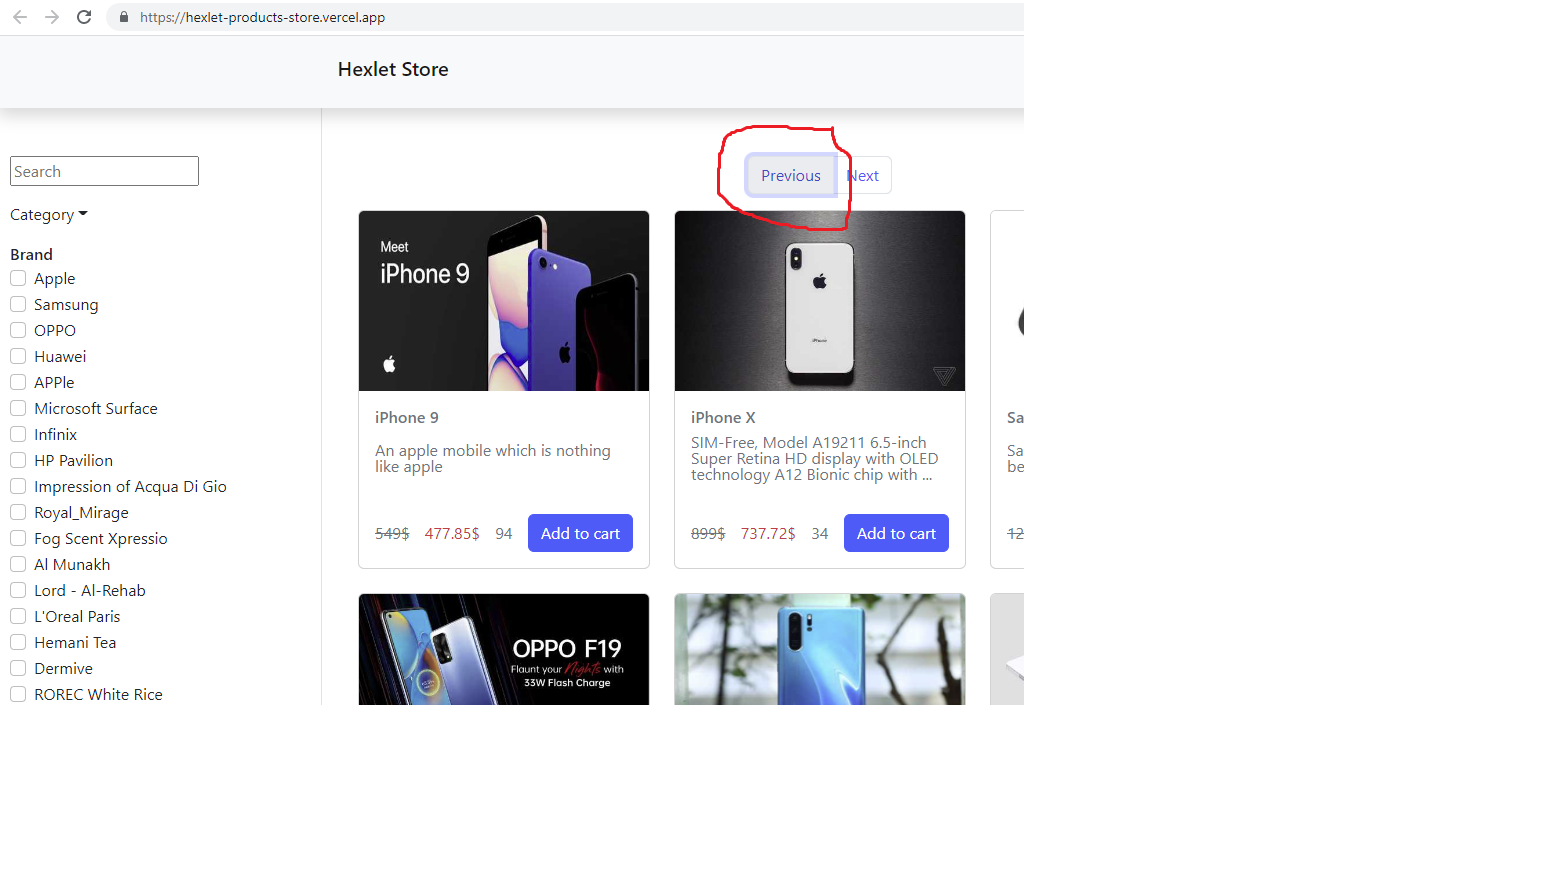 https://hexlet-products-store.vercel.app
Hexlet Store
Search
Category
Brand
Apple
Samsung
OPPO
Huawei
APPle
Microsoft Surface
Infinix
HP Pavilion
Impression of Acqua Di Gio
Royal_Mirage
Fog Scent Xpressio
Al Munakh
Lord - Al-Rehab
L'Oreal Paris
Hemani Tea
Dermive
ROREC White Rice
Previous Next
Meet
iPhone 9
iPhone 9
An apple mobile which is nothing
like apple
549$ 477.85$ 94 Add to cart
iPhone
iPhone X
SIM-Free, Model A19211 6.5-inch
Super Retina HD display with OLED
technology A12 Bionic chip with ...
899$ 737.72$ 34 Add to cart
Sa
Sa
be
12
OPPO F19
Flaunt your Nights with
33W Flash Charge